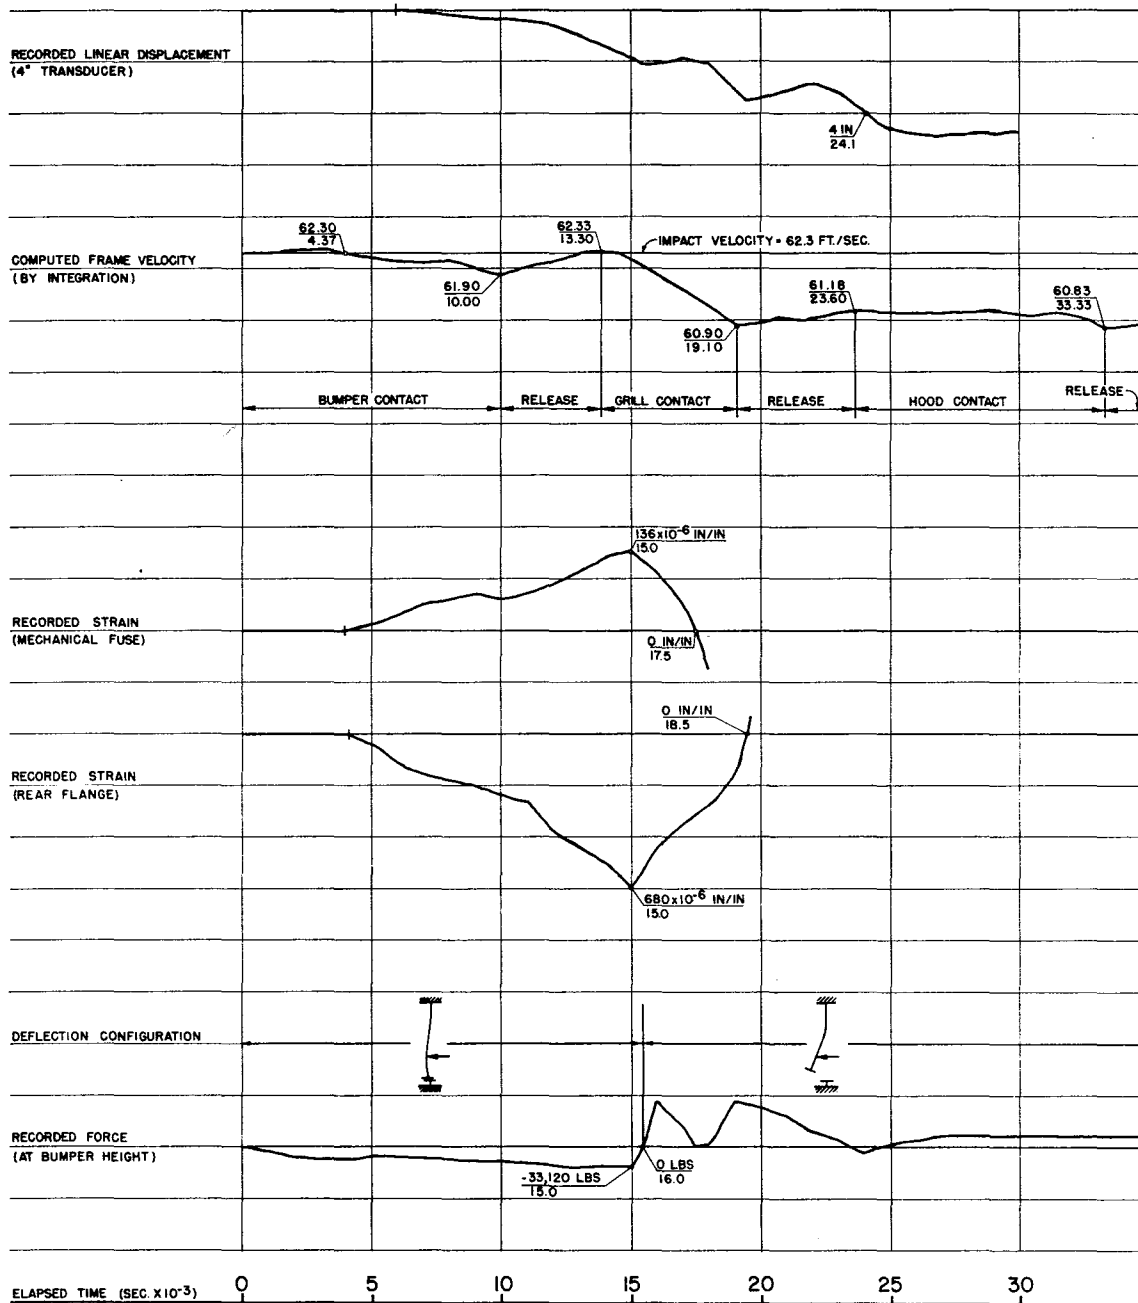 RECORDED LINEAR DISPLACEMENT
(4" TRANSDUCER)
4 IN
24.1
COMPUTED FRAME VELOCITY
(BY INTEGRATION)
62.30
4.37
61.90
10.00
62.33
13.30
IMPACT VELOCITY = 62.3 FT./SEC.
60.90
19.10
61.18
23.60
60.83
33.33
BUMPER CONTACT
RELEASE
GRILL CONTACT
RELEASE
HOOD CONTACT
RELEASE
136x10-6 IN/IN
15.0
RECORDED STRAIN
(MECHANICAL FUSE)
0 IN/IN
17.5
0 IN/IN
18.5
RECORDED STRAIN
(REAR FLANGE)
680x10-6 IN/IN
15.0
DEFLECTION CONFIGURATION
RECORDED FORCE
(AT BUMPER HEIGHT)
-33,120 LBS
15.0
0 LBS
16.0
ELAPSED TIME (SEC. X10-3) 0 5 10 15 20 25 30